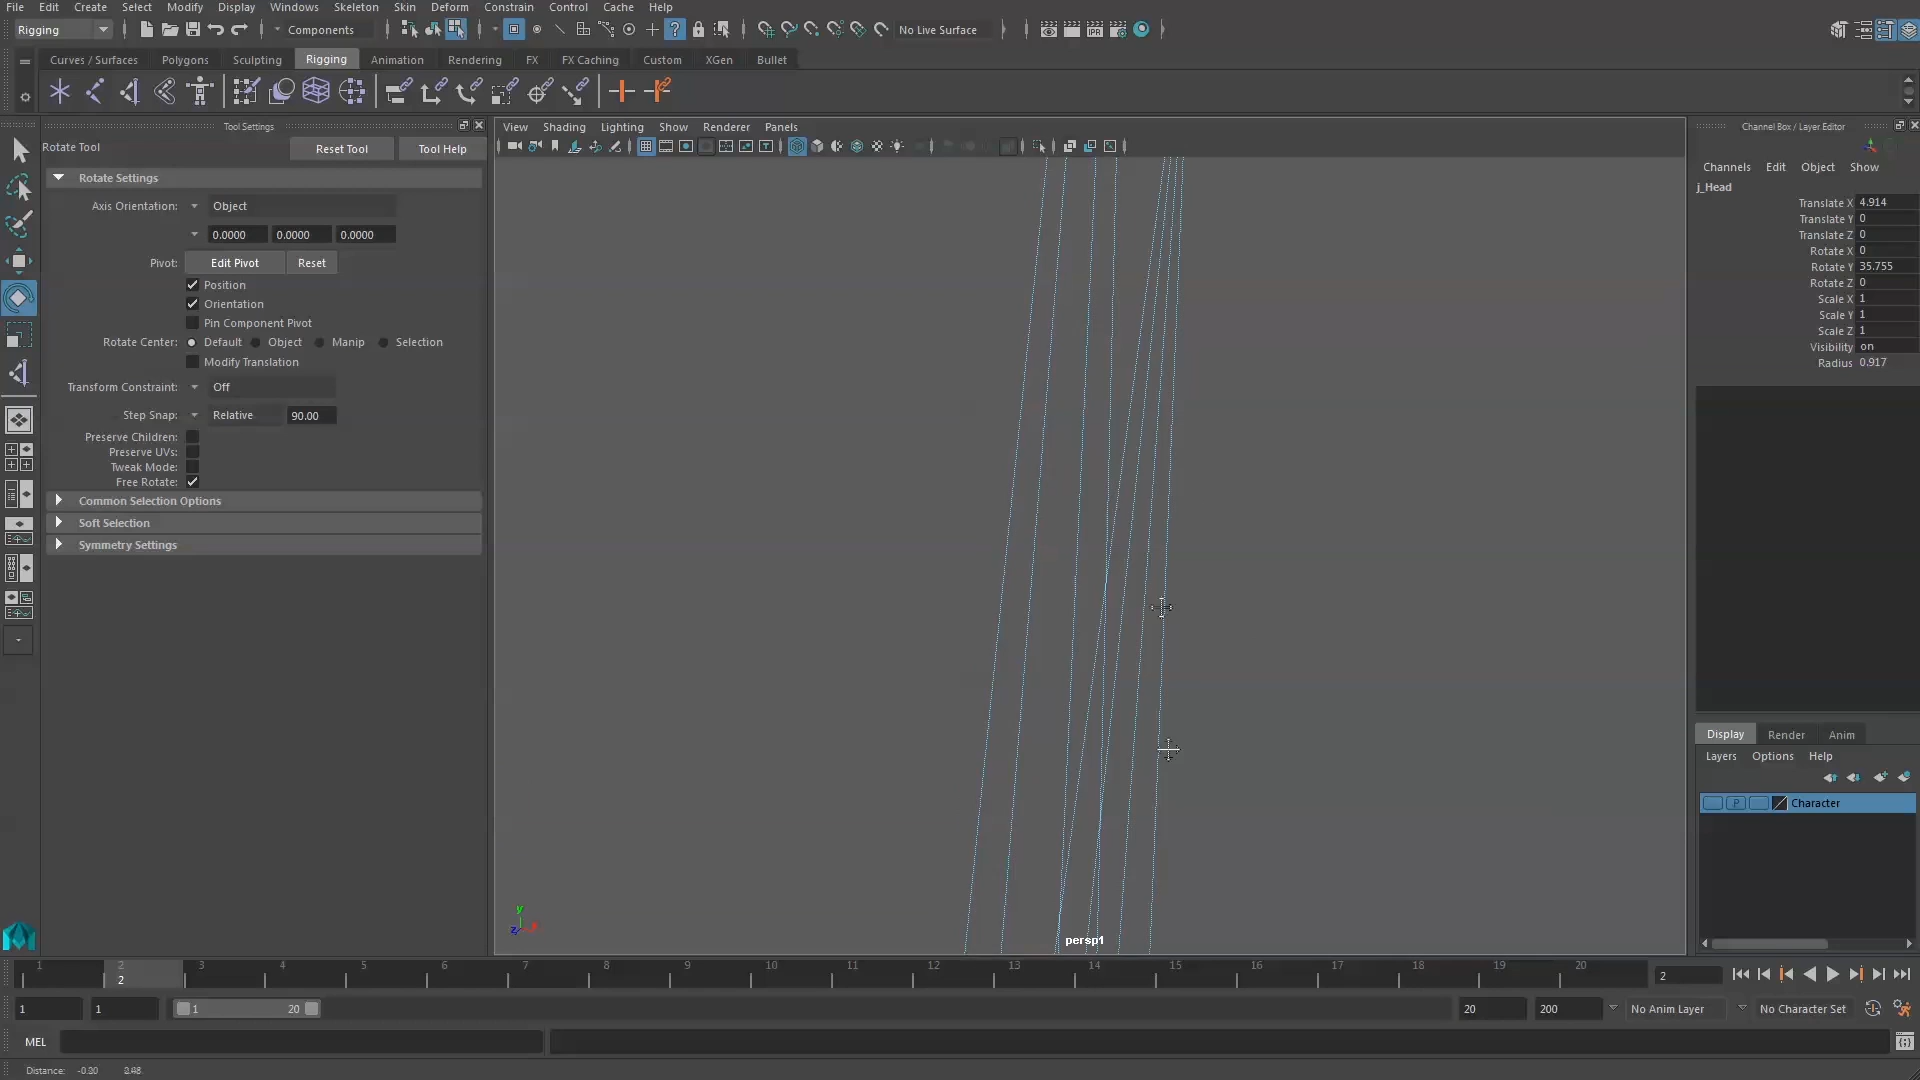 File Edit Create Select Modify Display Windows Skeleton Skin Deform Constrain Control Cache Help
Rigging Components No Live Surface
Curves / Surfaces Polygons Sculpting Rigging Animation Rendering FX FX Caching Custom XGen Bullet
Tool Settings
Rotate Tool Reset Tool Tool Help
Rotate Settings
Axis Orientation: Object
0.0000 0.0000 0.0000
Pivot: Edit Pivot Reset
Position
Orientation
Pin Component Pivot
Rotate Center: Default Object Manip Selection
Modify Translation
Transform Constraint: Off
Step Snap: Relative 90.00
Preserve Children:
Preserve UVs:
Tweak Mode:
Free Rotate:
Common Selection Options
Soft Selection
Symmetry Settings
View Shading Lighting Show Renderer Panels
IPR
y
z
persp1
Channel Box / Layer Editor
Channels Edit Object Show
j_Head
Translate X 4.914
Translate Y 0
Translate Z 0
Rotate X 0
Rotate Y 35.755
Rotate Z 0
Scale X 1
Scale Y 1
Scale Z 1
Visibility on
Radius 0.917
Display Render Anim
Layers Options Help
P Character
1 2 3 4 5 6 7 8 9 10 11 12 13 14 15 16 17 18 19 20
2 2
1 1 1 20 20 200 No Anim Layer No Character Set
MEL
Distance: -0.20 2.48